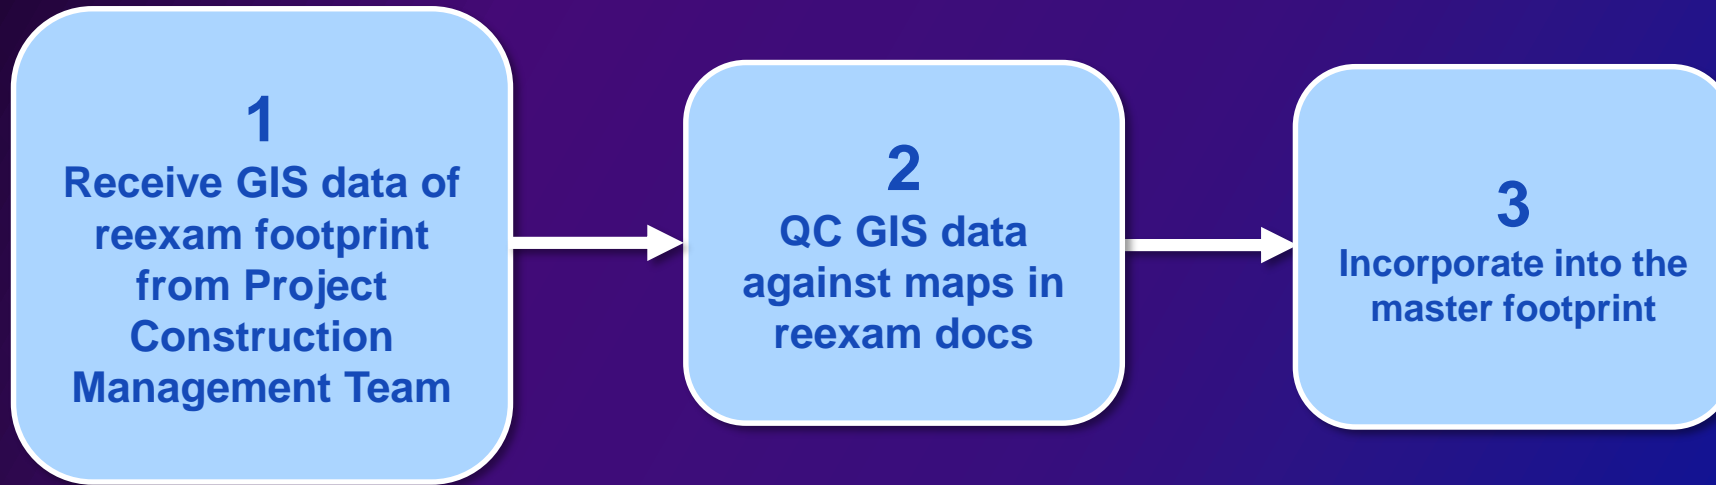 1
Receive GIS data of
reexam footprint
from Project
Construction
Management Team
2
QC GIS data
against maps in
reexam docs
3
Incorporate into the
master footprint